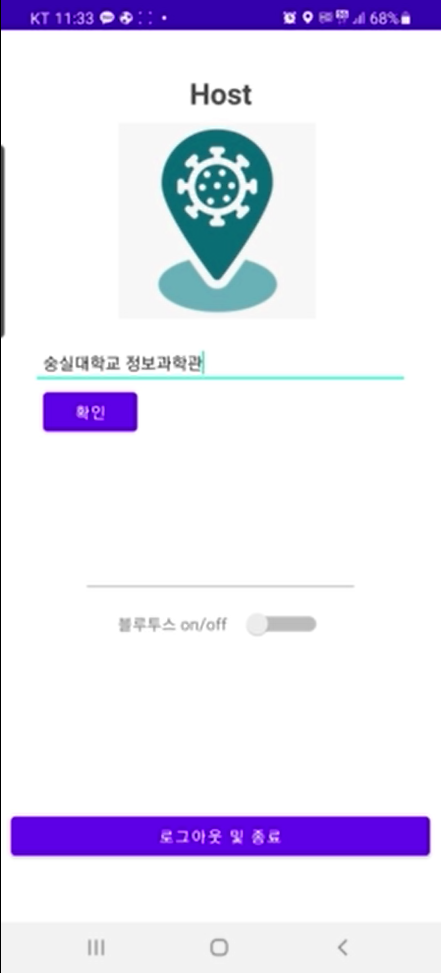 KT 11:33 68%
Host
숭실대학교 정보과학관
확인
블루투스 on/off
로그아웃 및 종료